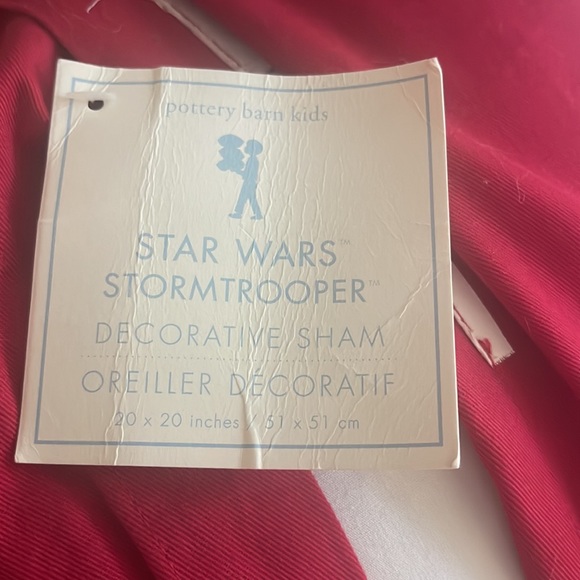 pottery barn kids
STAR WARS™
STORMTROOPER™
DECORATIVE SHAM
OREILLER DÉCORATIF
20 x 20 inches / 51 x 51 cm